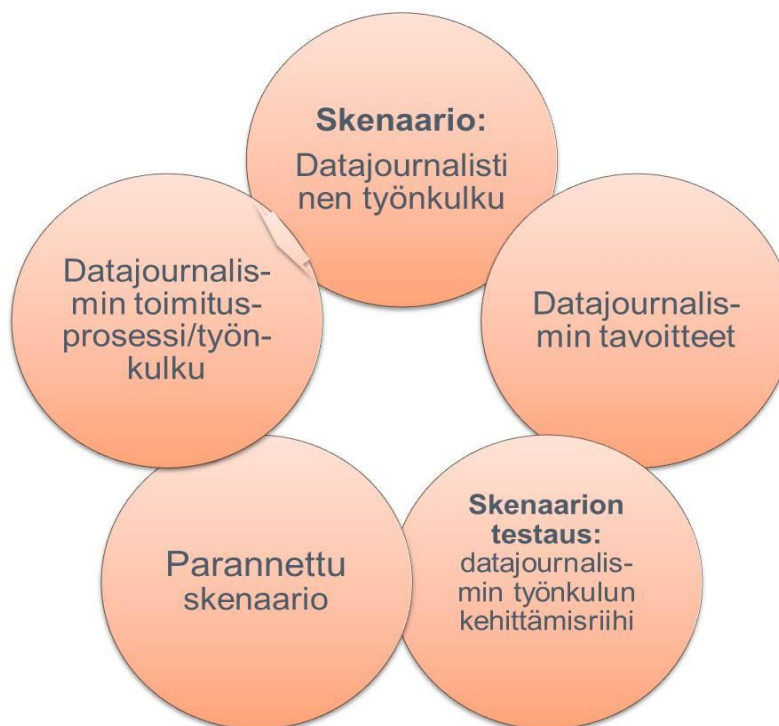 Skenaario:
Datajournalisti
nen työnkulku
Datajournalis-
min tavoitteet
Skenaarion
testaus:
datajournalis-
min työnkulun
kehittämisriihi
Parannettu
skenaario
Datajournalis-
min toimitus-
prosessi/työn-
kulku